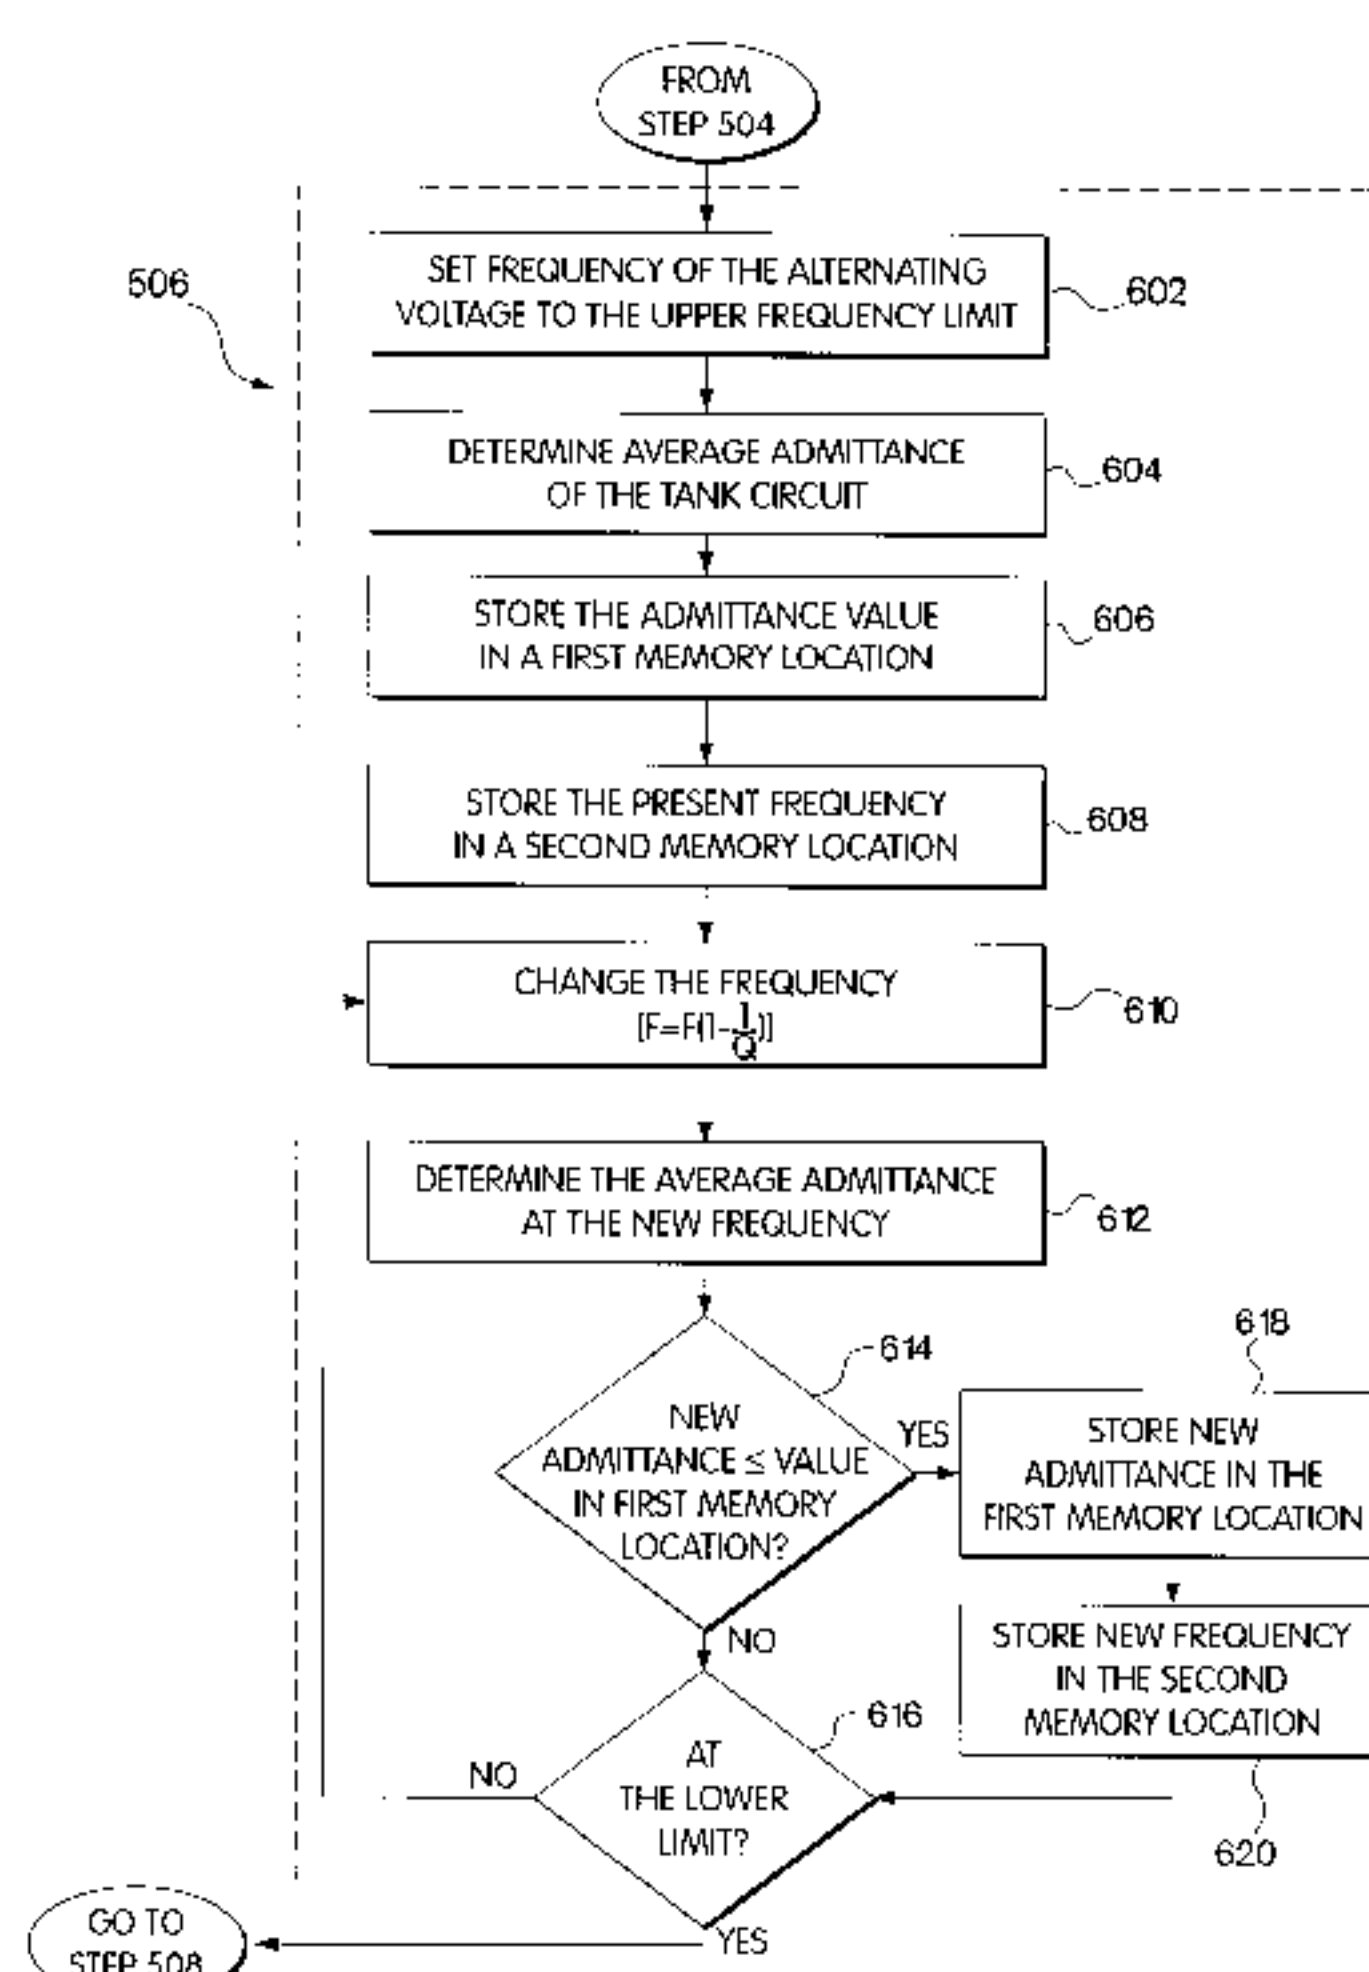 FROM
STEP 504
506
SET FREQUENCY OF THE ALTERNATING
VOLTAGE TO THE UPPER FREQUENCY LIMIT
602
DETERMINE AVERAGE ADMITTANCE
OF THE TANK CIRCUIT
604
STORE THE ADMITTANCE VALUE
IN A FIRST MEMORY LOCATION
606
STORE THE PRESENT FREQUENCY
IN A SECOND MEMORY LOCATION
608
CHANGE THE FREQUENCY
[F=F(1-1/Q)]
610
DETERMINE THE AVERAGE ADMITTANCE
AT THE NEW FREQUENCY
612
614
NEW
ADMITTANCE ≤ VALUE
IN FIRST MEMORY
LOCATION?
YES
NO
618
STORE NEW
ADMITTANCE IN THE
FIRST MEMORY LOCATION
STORE NEW FREQUENCY
IN THE SECOND
MEMORY LOCATION
620
616
AT
THE LOWER
LIMIT?
NO
YES
GO TO
STEP 508